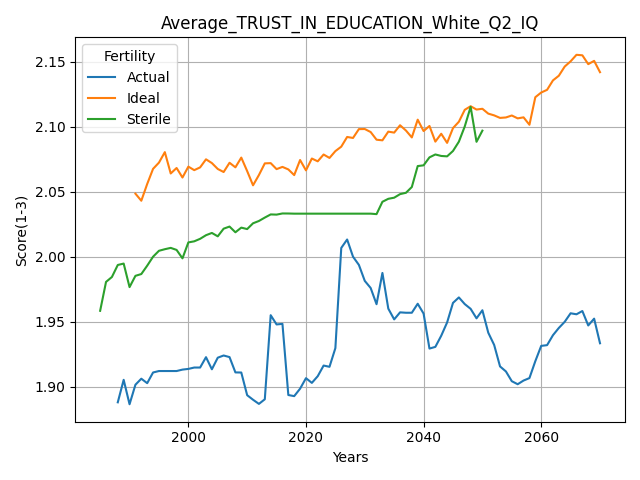 Average_TRUST_IN_EDUCATION_White_Q2_IQ
Fertility
Actual
Ideal
Sterile
Score(1-3)
2.15
2.10
2.05
2.00
1.95
1.90
2000 2020 2040 2060
Years